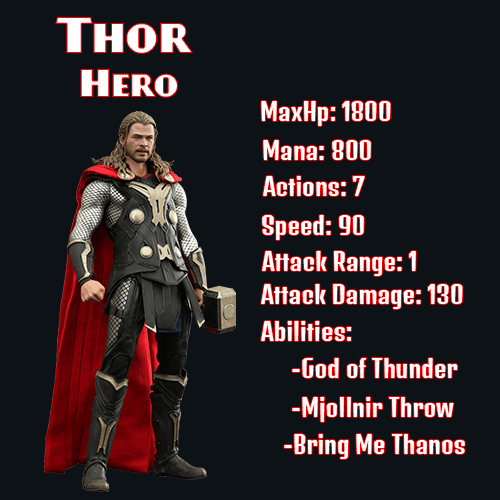 Thor
Hero
MaxHp: 1800
Mana: 800
Actions: 7
Speed: 90
Attack Range: 1
Attack Damage: 130
Abilities:
-God of Thunder
-Mjollnir Throw
-Bring Me Thanos